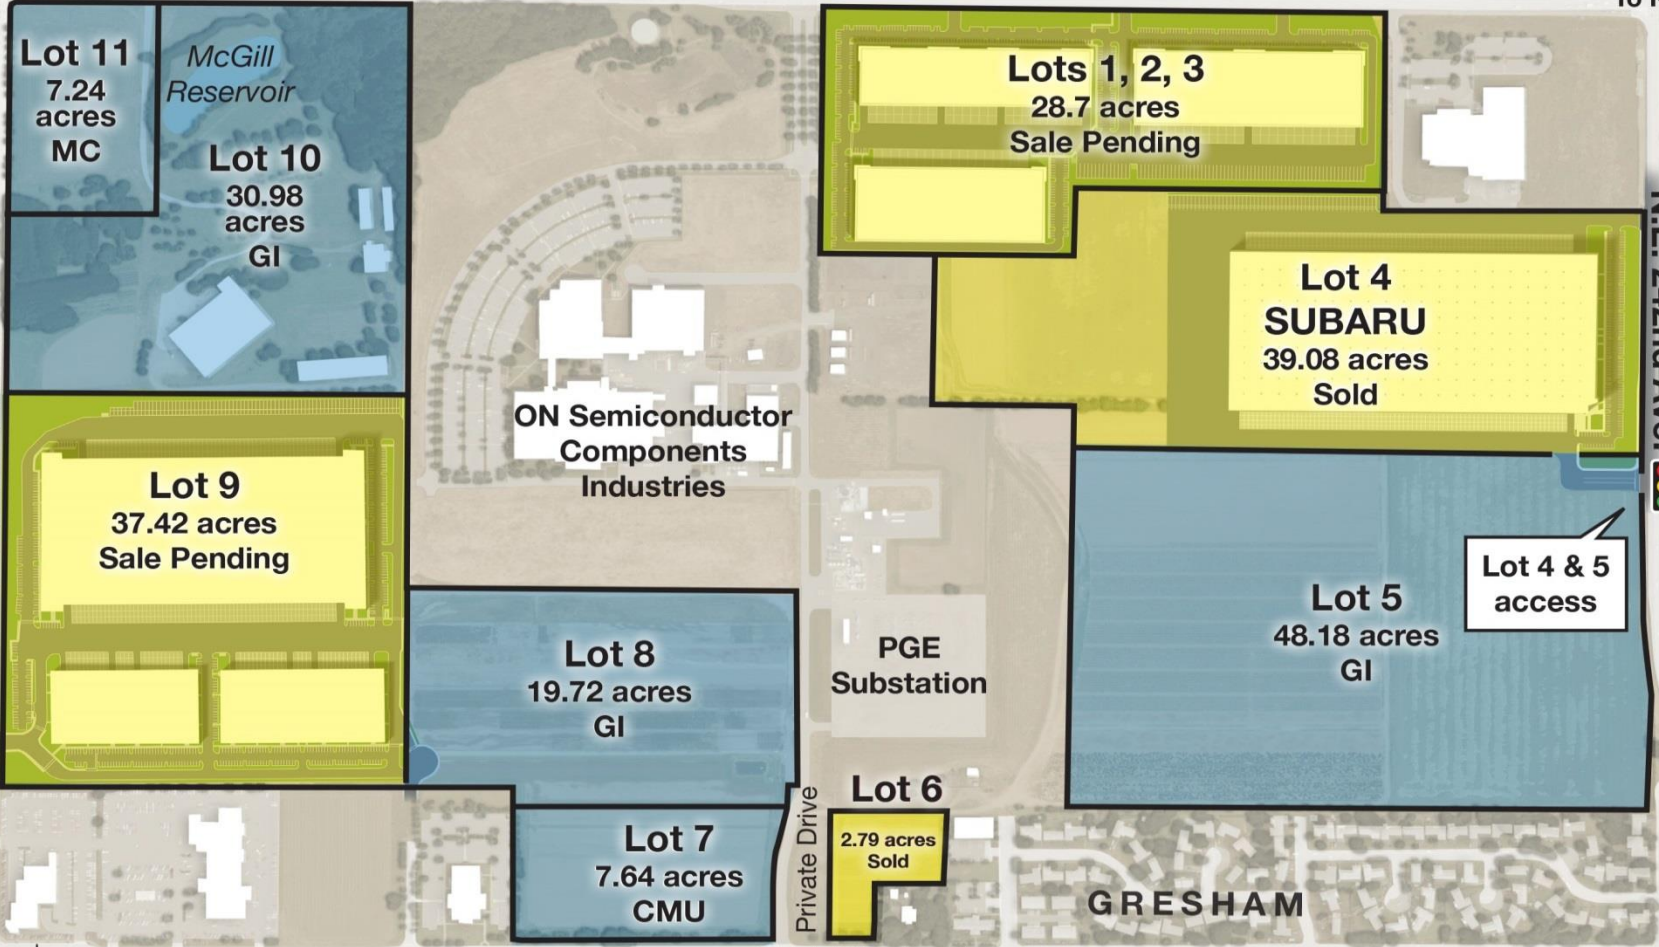 Lot 11
7.24
acres
MC
McGill
Reservoir
Lot 10
30.98
acres
GI
Lots 1, 2, 3
28.7 acres
Sale Pending
Lot 4
SUBARU
39.08 acres
Sold
ON Semiconductor
Components
Industries
Lot 9
37.42 acres
Sale Pending
Lot 4 & 5
access
Lot 5
48.18 acres
GI
Lot 8
19.72 acres
GI
PGE
Substation
Lot 6
2.79 acres
Sold
Private Drive
Lot 7
7.64 acres
CMU
GRESHAM